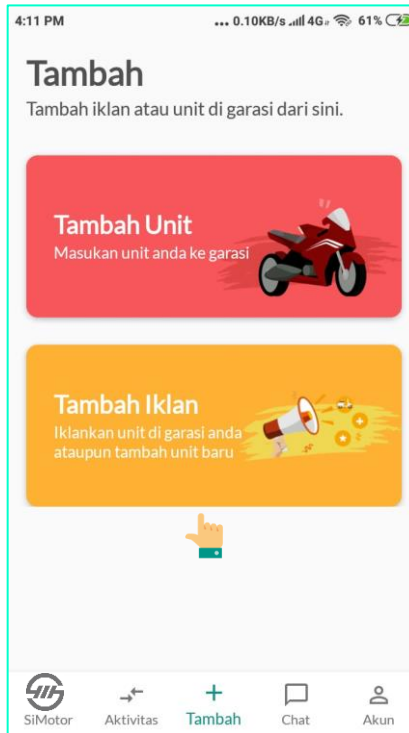 4:11 PM ... 0.10KB/s 4G 61%
Tambah
Tambah iklan atau unit di garasi dari sini.
Tambah Unit
Masukan unit anda ke garasi
Tambah Iklan
Iklankan unit di garasi anda
ataupun tambah unit baru
SiMotor Aktivitas Tambah Chat Akun